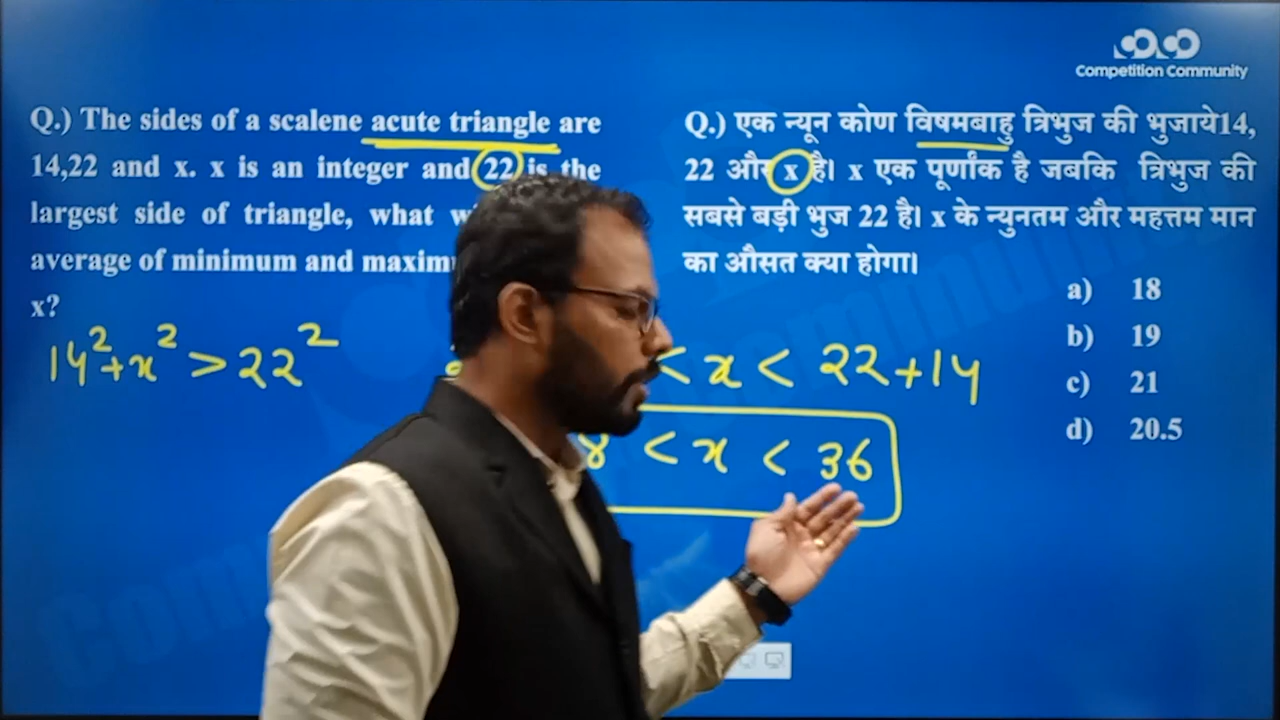 Competition Community
Q.) The sides of a scalene acute triangle are
14,22 and x. x is an integer and 22 is the
largest side of triangle, what
average of minimum and
x?
14²+x² > 22²
Q.) एक न्यून कोण विषमबाहु त्रिभुज की भुजाये14,
22 और x है। x एक पूर्णांक है जबकि त्रिभुज की
सबसे बड़ी भुज 22 है। x के न्युनतम और महत्तम मान
का औसत क्या होगा।
a) 18
b) 19
c) 21
d) 20.5
< x < 22+14
8 < x < 36